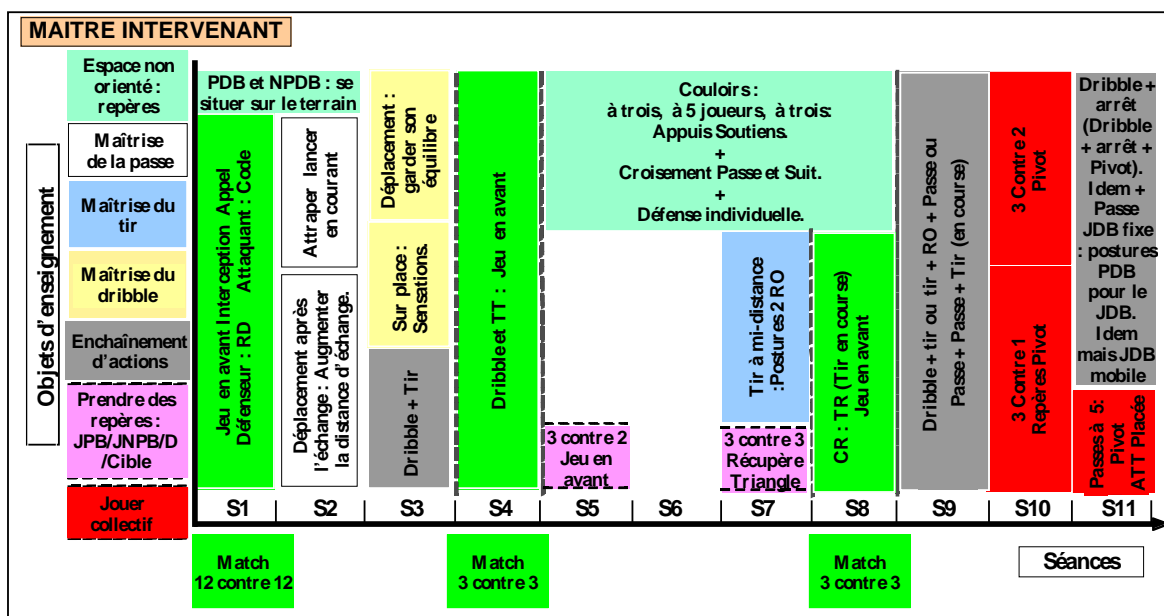 MAITRE INTERVENANT
Espace non
orienté :
repères
Maîtrise
de la passe
Maîtrise du
tir
Maîtrise du
dribble
Enchaînement
d'actions
Prendre des
repères :
JPB/JNPB/D
/Cible
Jouer
collectif
Objets d'enseignement
PDB et NPDB : se
situer sur le terrain
Jeu en avant Interception Appel
Défenseur : RD Attaquant : Code
Attraper lancer
en courant
Déplacement après
l'échange : Augmenter
la distance d'échange.
Déplacement :
garder son
équilibre
Sur place :
Sensations.
Dribble + Tir
Dribble et TT : Jeu en avant
Couloirs :
à trois, à 5 joueurs, à trois:
Appuis Soutiens.
+
Croisement Passe et Suit.
+
Défense individuelle.
3 contre 2
Jeu en
avant
Tir à mi-distance
:Postures 2 RO
3 contre 3
Récupère
Triangle
CR : TR (Tir en course)
Jeu en avant
Dribble + tir ou tir + RO + Passe ou
Passe + Passe + Tir (en course)
3 Contre 2
Pivot
3 Contre 1
Repères Pivot
Dribble +
arrêt
(Dribble
+ arrêt +
Pivot).
Idem +
Passe
JDB fixe
: postures
PDB
pour le
JDB.
Idem
mais JDB
mobile
Passes à 5:
Pivot
ATT Placée
S1
S2
S3
S4
S5
S6
S7
S8
S9
S10
S11
Match
12 contre 12
Match
3 contre 3
Match
3 contre 3
Séances